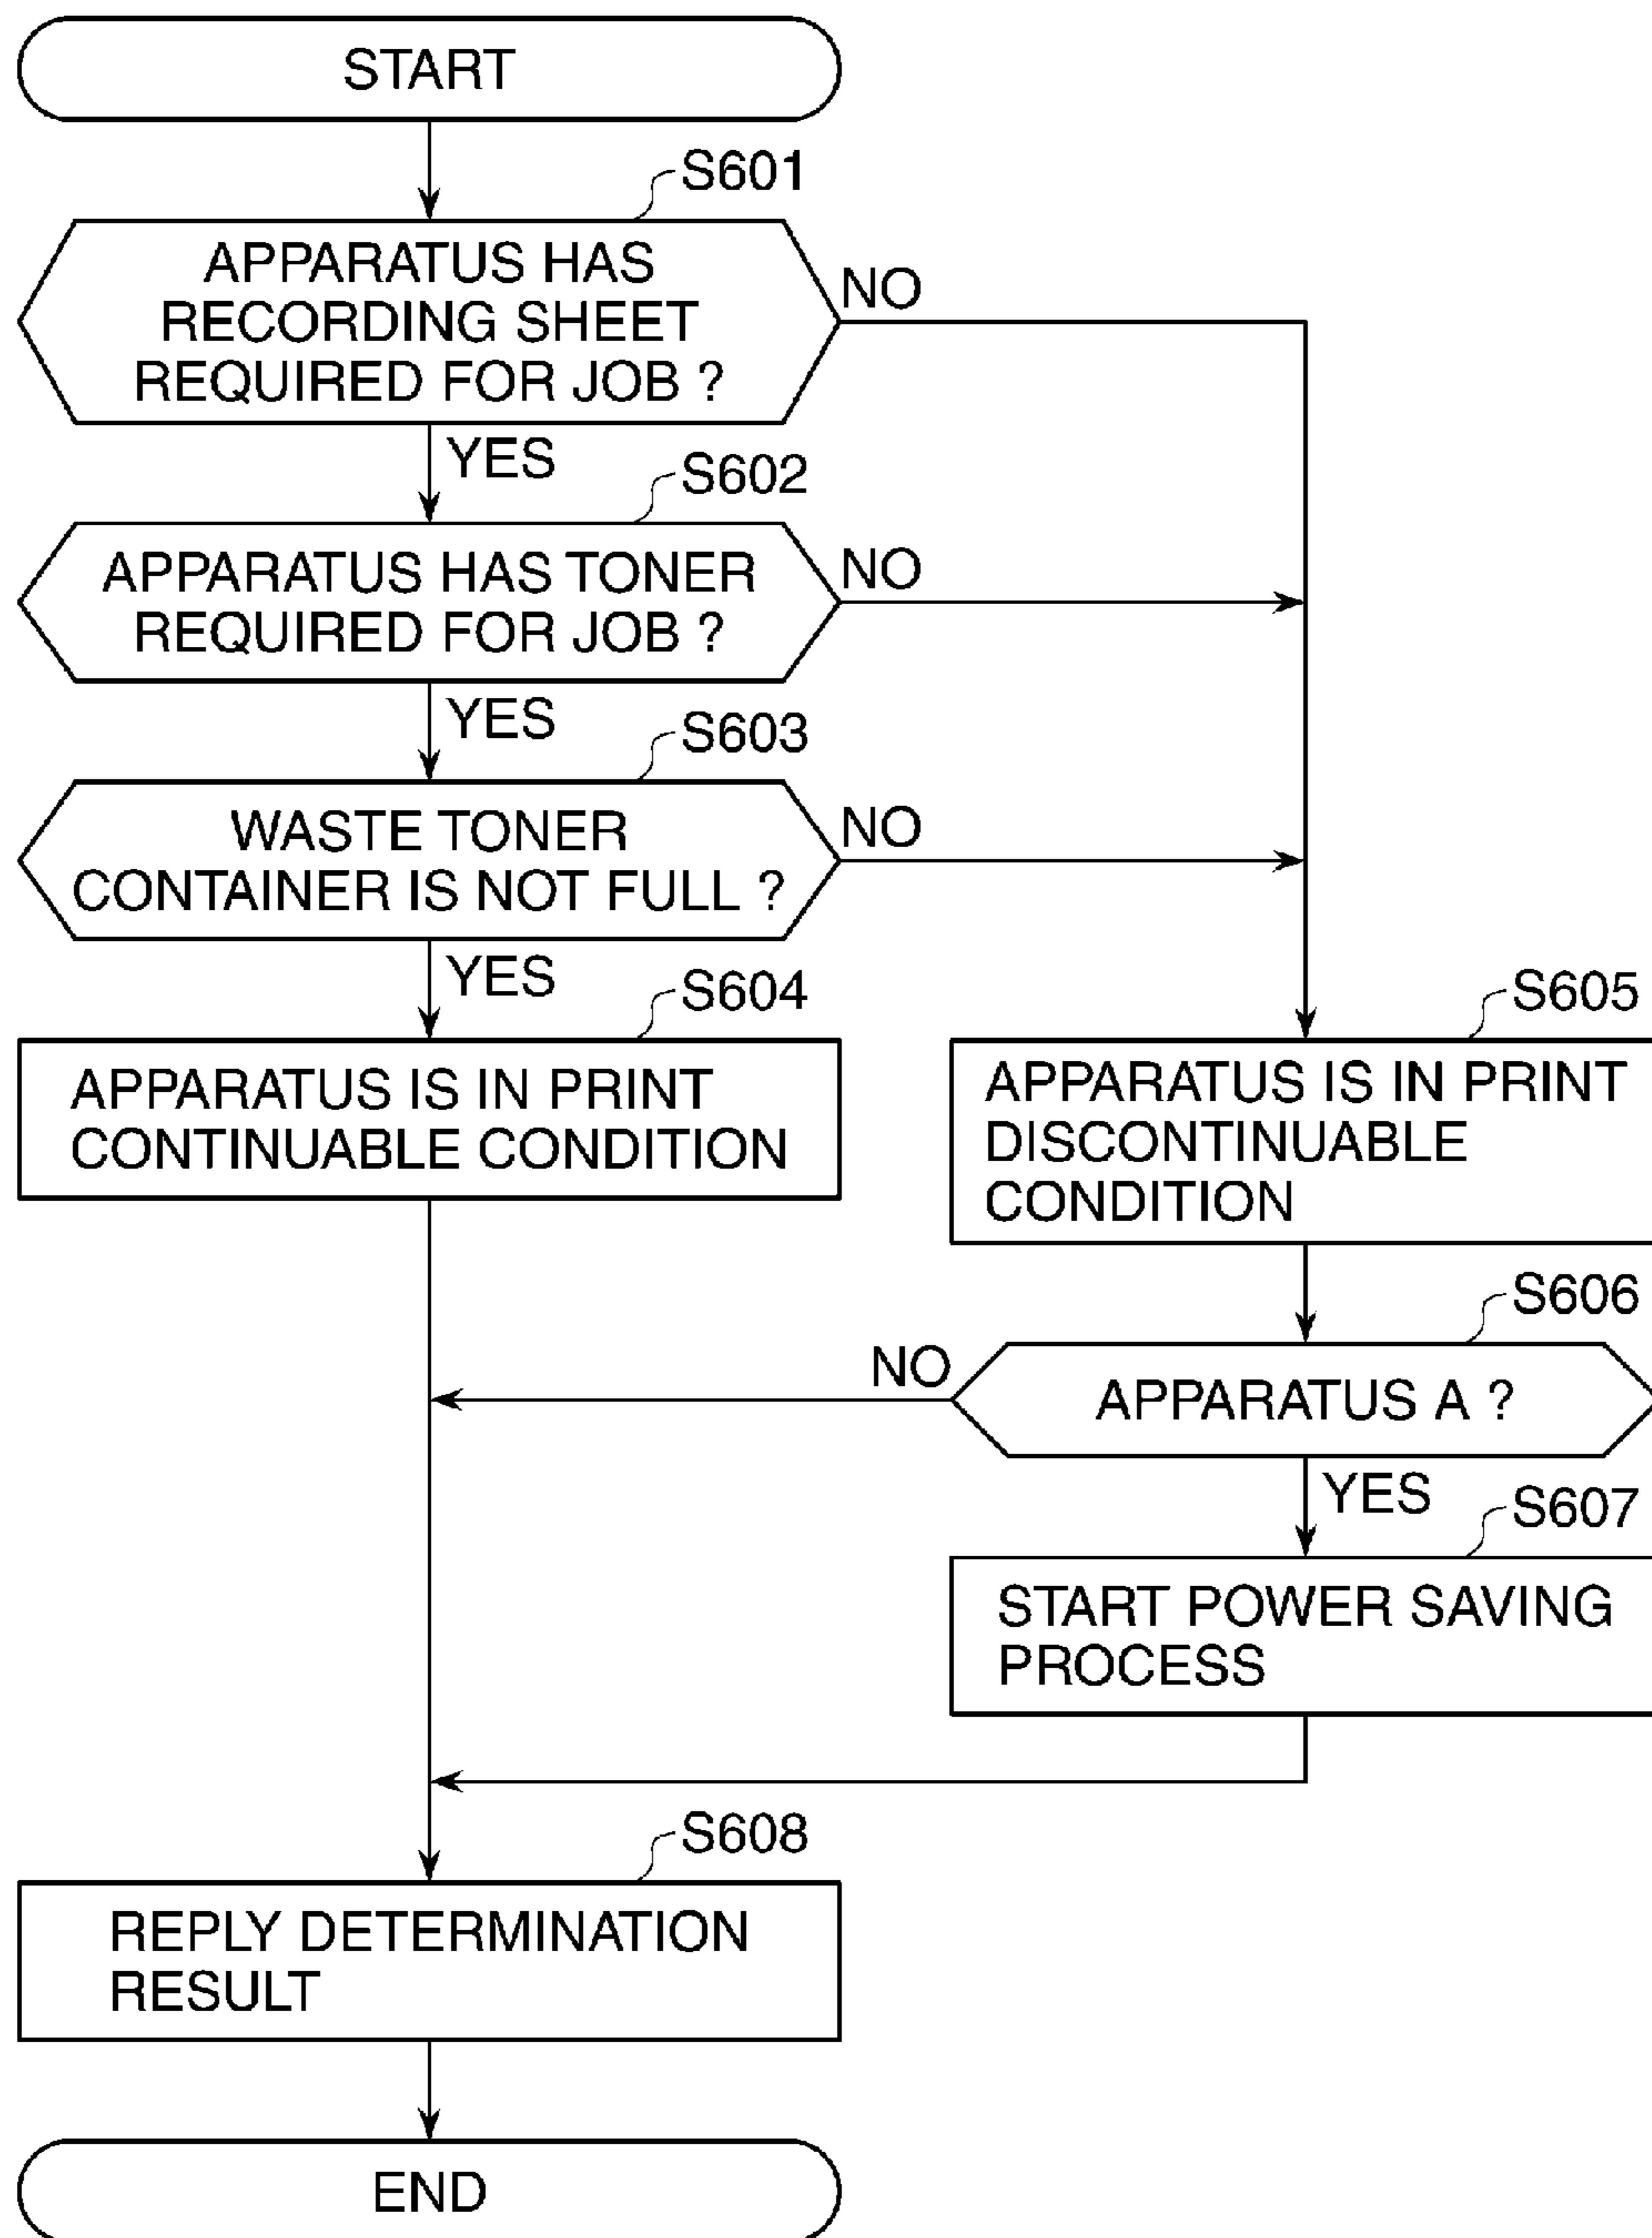 START
S601
APPARATUS HAS
RECORDING SHEET
REQUIRED FOR JOB ?
NO
YES
S602
APPARATUS HAS TONER
REQUIRED FOR JOB ?
NO
YES
S603
WASTE TONER
CONTAINER IS NOT FULL ?
NO
YES
S604
APPARATUS IS IN PRINT
CONTINUABLE CONDITION
S605
APPARATUS IS IN PRINT
DISCONTINUABLE
CONDITION
S606
APPARATUS A ?
NO
YES
S607
START POWER SAVING
PROCESS
S608
REPLY DETERMINATION
RESULT
END